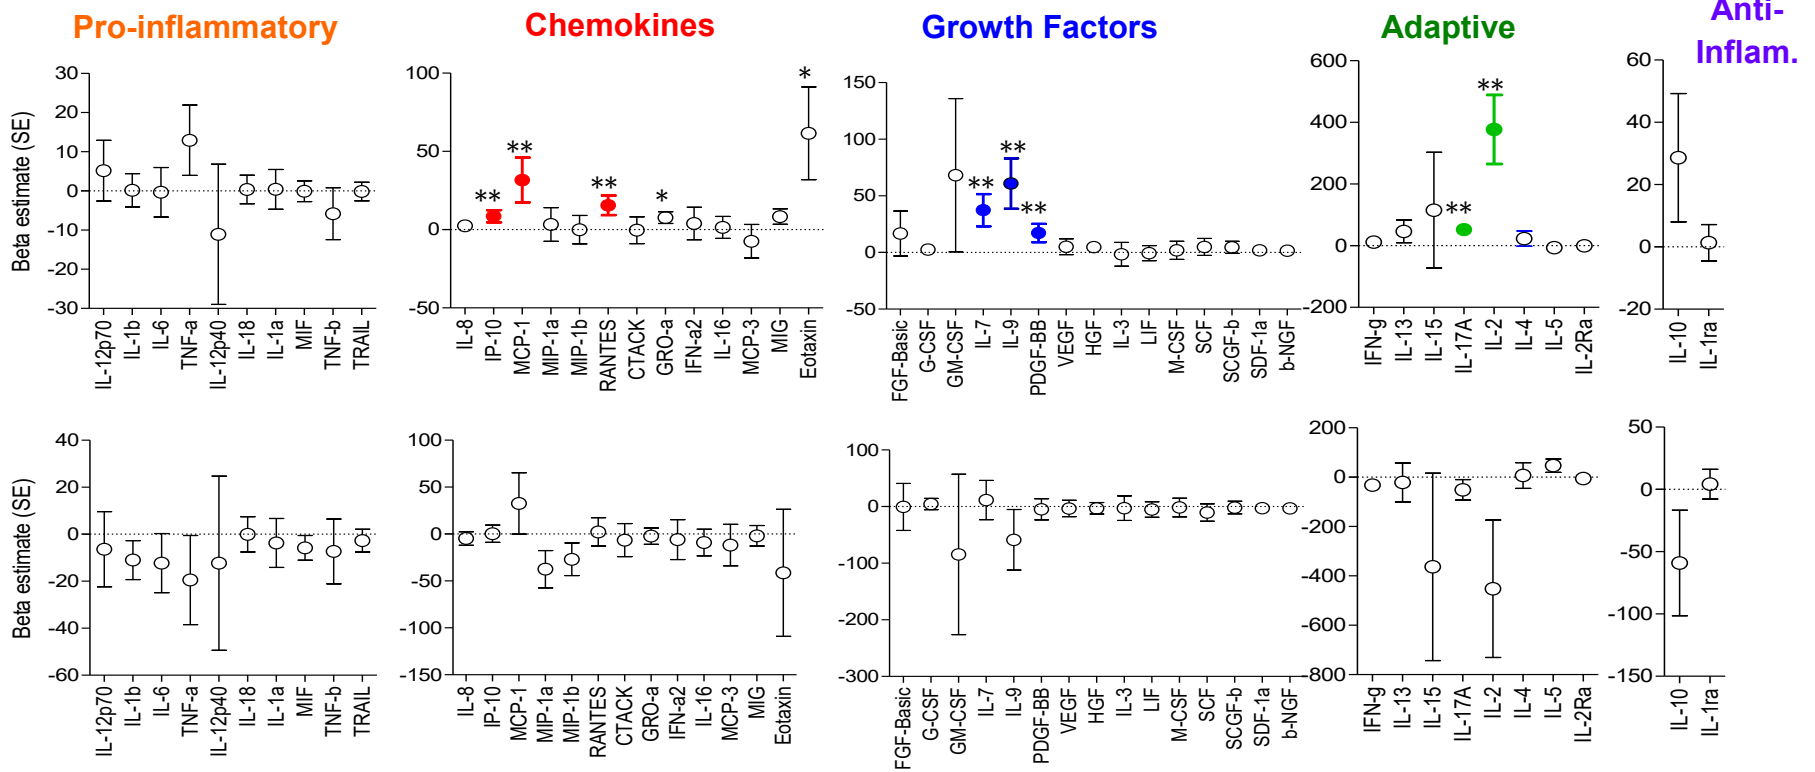 Pro-inflammatory
Chemokines
Growth Factors
Adaptive
Anti-
Inflam.
Beta estimate (SE)
30
20
10
0
-10
-20
-30
IL-12p70
IL-1b
IL-6
TNF-a
IL-12p40
IL-18
IL-1a
MIF
TNF-b
TRAIL
100
50
0
-50
**
**
**
*
*
IL-8
IP-10
MCP-1
MIP-1a
MIP-1b
RANTES
CTACK
GRO-a
IFN-a2
IL-16
MCP-3
MIG
Eotaxin
150
100
50
0
-50
**
**
**
FGF-Basic
G-CSF
GM-CSF
IL-7
IL-9
PDGF-BB
VEGF
HGF
IL-3
LIF
M-CSF
SCF
SCGF-b
SDF-1a
b-NGF
600
400
200
0
-200
**
**
IFN-g
IL-13
IL-15
IL-17A
IL-2
IL-4
IL-5
IL-2Ra
60
40
20
0
-20
IL-10
IL-1ra
Beta estimate (SE)
40
20
0
-20
-40
-60
IL-12p70
IL-1b
IL-6
TNF-a
IL-12p40
IL-18
IL-1a
MIF
TNF-b
TRAIL
100
50
0
-50
-100
-150
IL-8
IP-10
MCP-1
MIP-1a
MIP-1b
RANTES
CTACK
GRO-a
IFN-a2
IL-16
MCP-3
MIG
Eotaxin
100
0
-100
-200
-300
FGF-Basic
G-CSF
GM-CSF
IL-7
IL-9
PDGF-BB
VEGF
HGF
IL-3
LIF
M-CSF
SCF
SCGF-b
SDF-1a
b-NGF
200
0
-200
-400
-600
-800
IFN-g
IL-13
IL-15
IL-17A
IL-2
IL-4
IL-5
IL-2Ra
50
0
-50
-100
-150
IL-10
IL-1ra